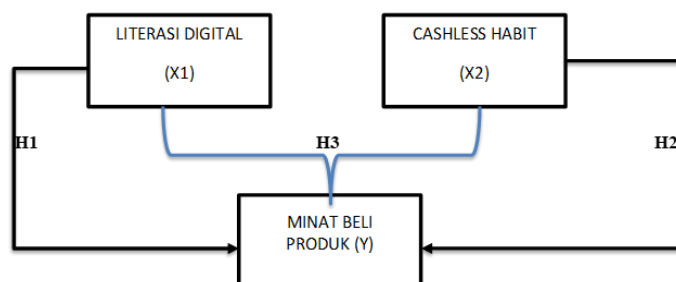 LITERASI DIGITAL
(X1)
CASHLESS HABIT
(X2)
H1
H3
H2
MINAT BELI
PRODUK (Y)